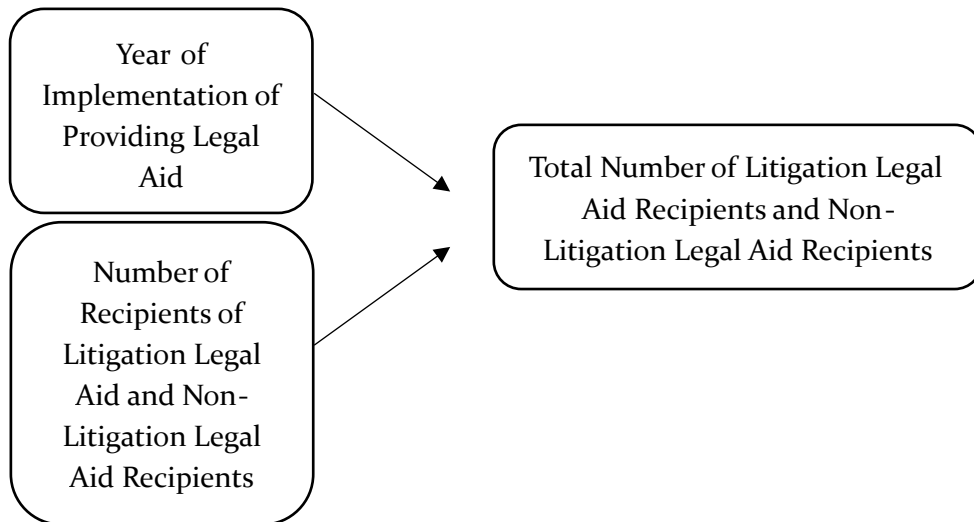 Year of
Implementation of
Providing Legal
Aid
Number of
Recipients of
Litigation Legal
Aid and Non-
Litigation Legal
Aid Recipients
Total Number of Litigation Legal
Aid Recipients and Non-
Litigation Legal Aid Recipients